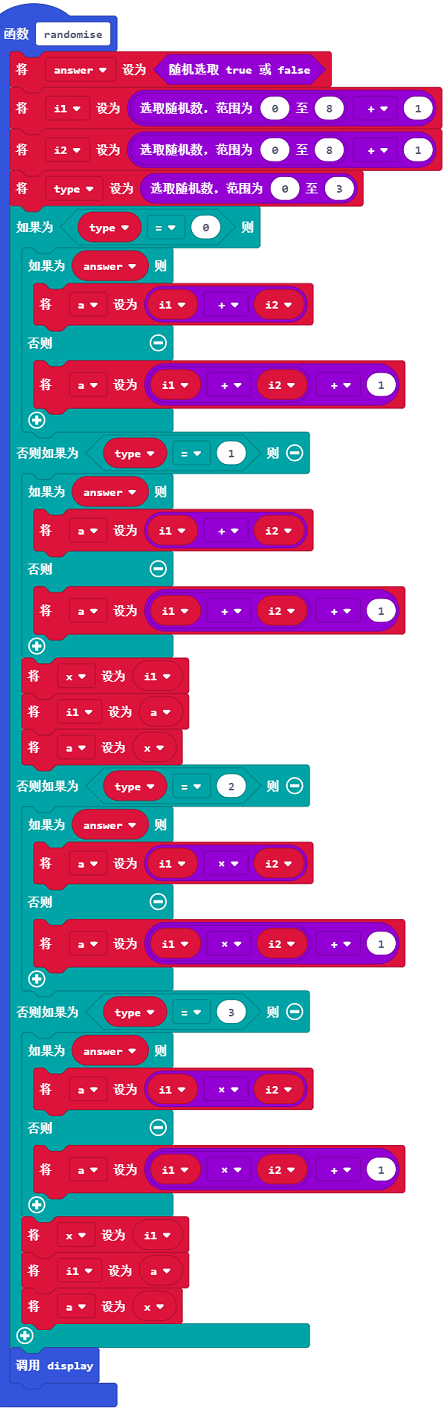 函数 randomise
将 answer 设为 随机选取 true 或 false
将 i1 设为 选取随机数，范围为 0 至 8 + 1
将 i2 设为 选取随机数，范围为 0 至 8 + 1
将 type 设为 选取随机数，范围为 0 至 3
如果为 type = 0 则
如果为 answer 则
将 a 设为 i1 + i2
否则
将 a 设为 i1 + i2 + 1
否则如果为 type = 1 则
如果为 answer 则
将 a 设为 i1 + i2
否则
将 a 设为 i1 + i2 + 1
将 x 设为 i1
将 i1 设为 a
将 a 设为 x
否则如果为 type = 2 则
如果为 answer 则
将 a 设为 i1 × i2
否则
将 a 设为 i1 × i2 + 1
否则如果为 type = 3 则
如果为 answer 则
将 a 设为 i1 × i2
否则
将 a 设为 i1 × i2 + 1
将 x 设为 i1
将 i1 设为 a
将 a 设为 x
调用 display